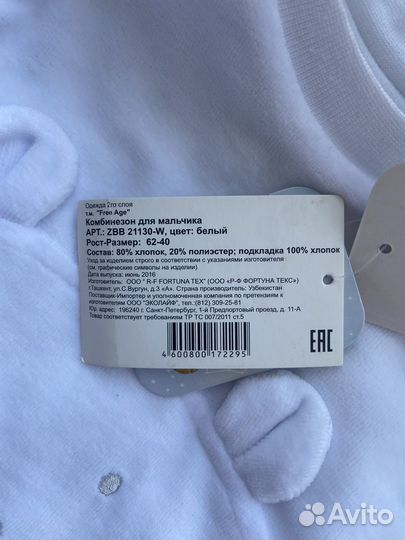 Одежда 2го слоя
т.м. "Free Age"
Комбинезон для мальчика
АРТ.: ZBB 21130-W, цвет: белый
Рост-Размер: 62-40
Состав: 80% хлопок, 20% полиэстер; подкладка 100% хлопок
Уход за изделием строго в соответствии с указаниями изготовителя
(см. графические символы на изделии)
Дата выпуска: июнь 2016
Изготовитель: ООО " R-F FORTUNA TEX" (ООО «Р-Ф ФОРТУНА ТЕКС»)
г.Ташкент, ул.С.Вургун, д.3 «А». Страна производитель: Узбекистан
Поставщик-Импортер и уполномоченная компания по претензиям к
изготовителю ООО "ЭКОЛАЙФ", тел.:(812) 309-25-81
Юр. адрес: 196240 г. Санкт-Петербург, 1-й Предпортовый проезд, д. 11-А
Товар соответствует требованиям ТР ТС 007/2011 ст.5
4 600800 172295
EAC
Avito